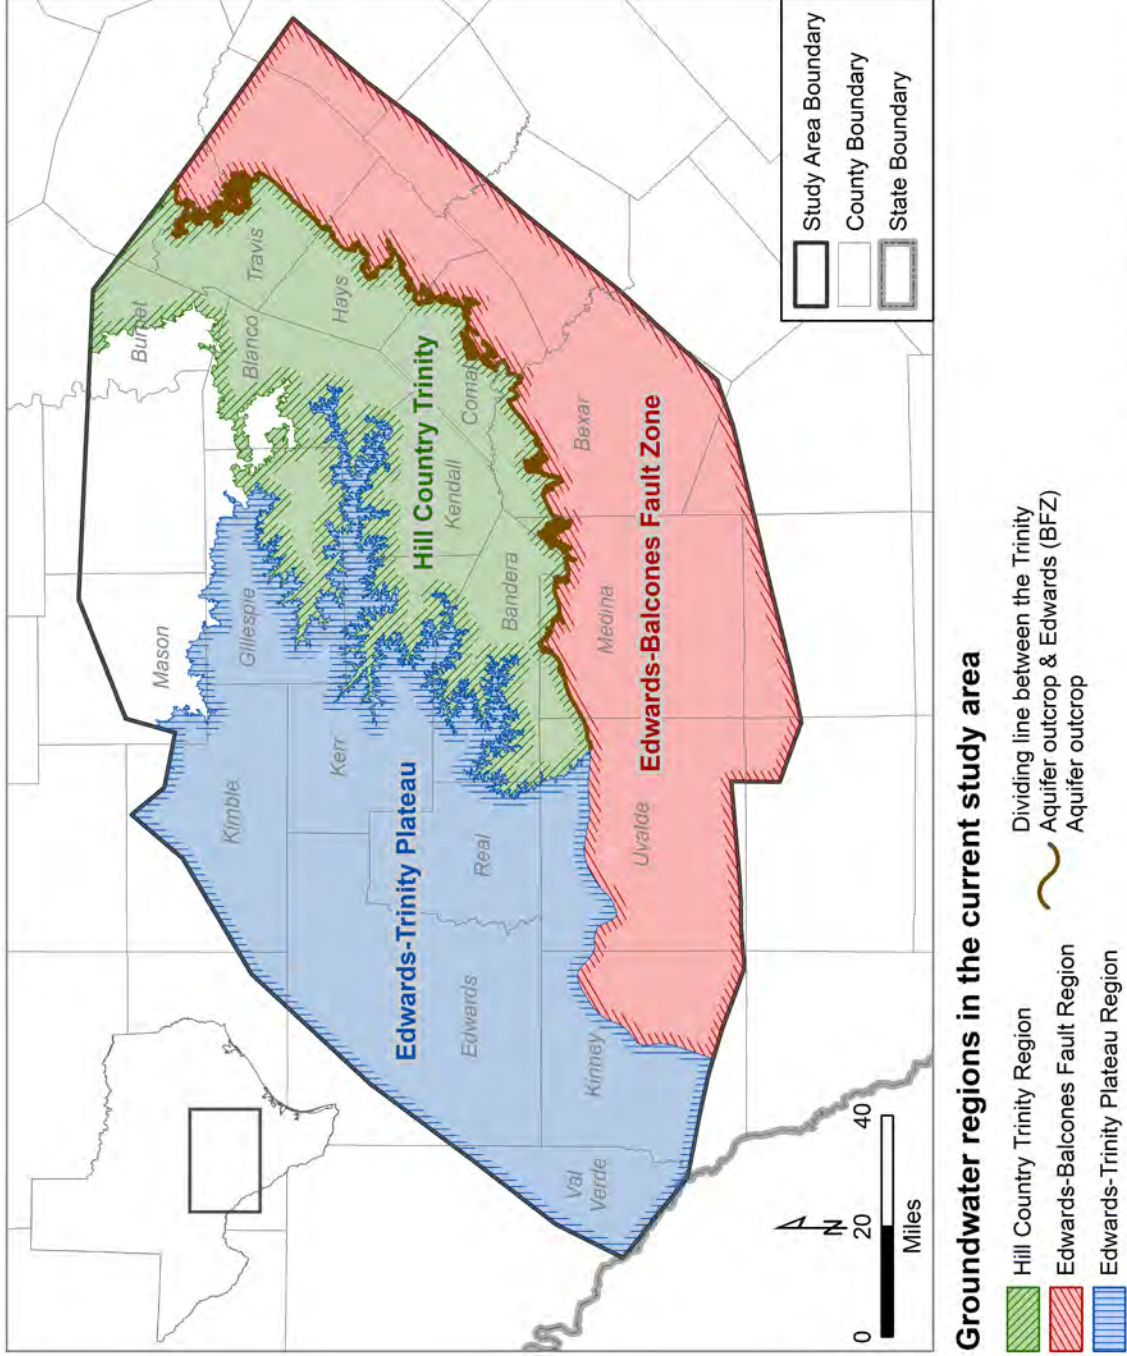 Mason
Burnet
Kimble
Gillespie
Blanco
Travis
Kerr
Hays
Edwards-Trinity Plateau
Hill Country Trinity
Edwards
Real
Kendall
Comal
Bandera
Val
Verde
Kinney
Uvalde
Medina
Bexar
Edwards-Balcones Fault Zone
N
0 20 40
Miles
Study Area Boundary
County Boundary
State Boundary
Groundwater regions in the current study area
Hill Country Trinity Region
Edwards-Balcones Fault Region
Edwards-Trinity Plateau Region
Dividing line between the Trinity
Aquifer outcrop & Edwards (BFZ)
Aquifer outcrop